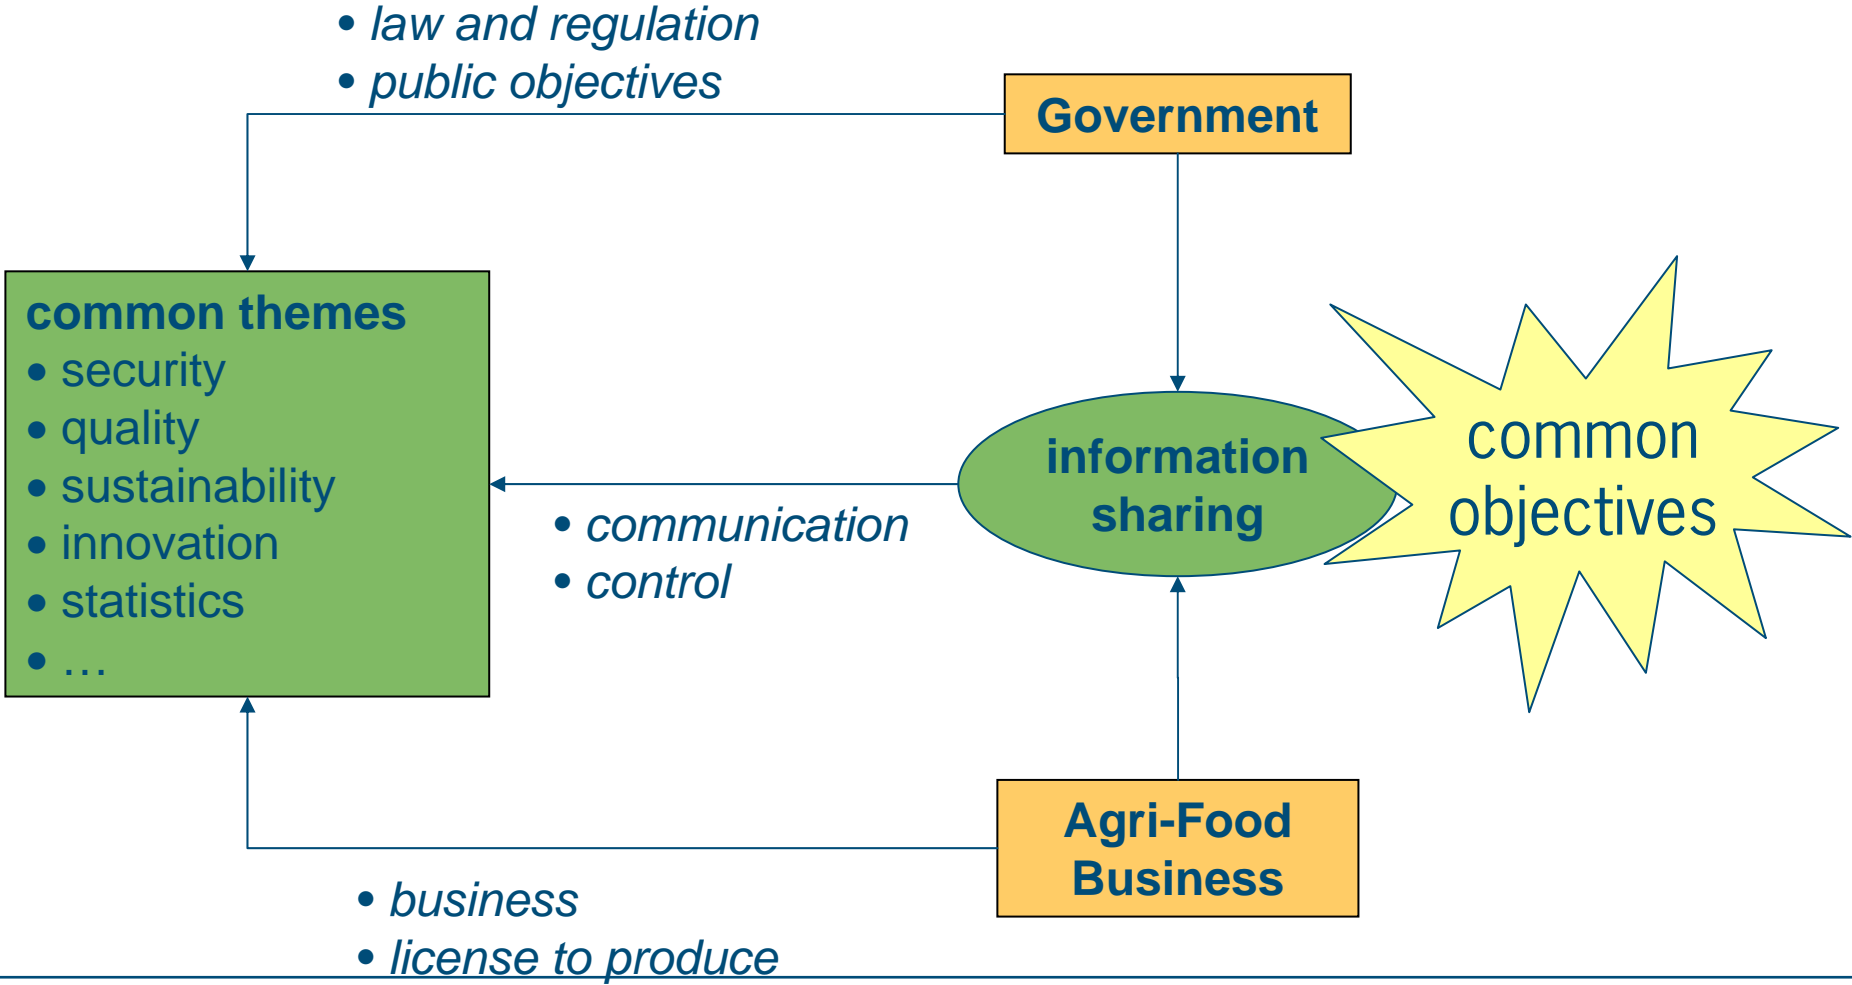 • law and regulation
• public objectives
Government
common themes
• security
• quality
• sustainability
• innovation
• statistics
• …
• communication
• control
information
sharing
common
objectives
Agri-Food
Business
• business
• license to produce